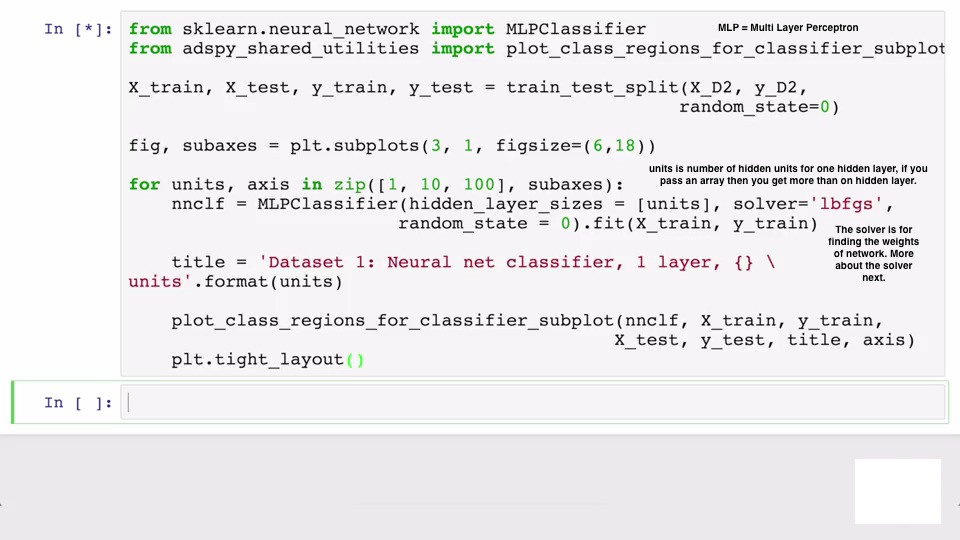 In [*]: from sklearn.neural_network import MLPClassifier
MLP = Multi Layer Perceptron
from adspy_shared_utilities import plot_class_regions_for_classifier_subplot
X_train, X_test, y_train, y_test = train_test_split(X_D2, y_D2,
random_state=0)
fig, subaxes = plt.subplots(3, 1, figsize=(6,18))
units is number of hidden units for one hidden layer, if you
pass an array then you get more than on hidden layer.
for units, axis in zip([1, 10, 100], subaxes):
nnclf = MLPClassifier(hidden_layer_sizes = [units], solver='lbfgs',
random_state = 0).fit(X_train, y_train)
The solver is for
finding the weights
of network. More
about the solver
next.
title = 'Dataset 1: Neural net classifier, 1 layer, {} \
units'.format(units)
plot_class_regions_for_classifier_subplot(nnclf, X_train, y_train,
X_test, y_test, title, axis)
plt.tight_layout()
In [ ]: